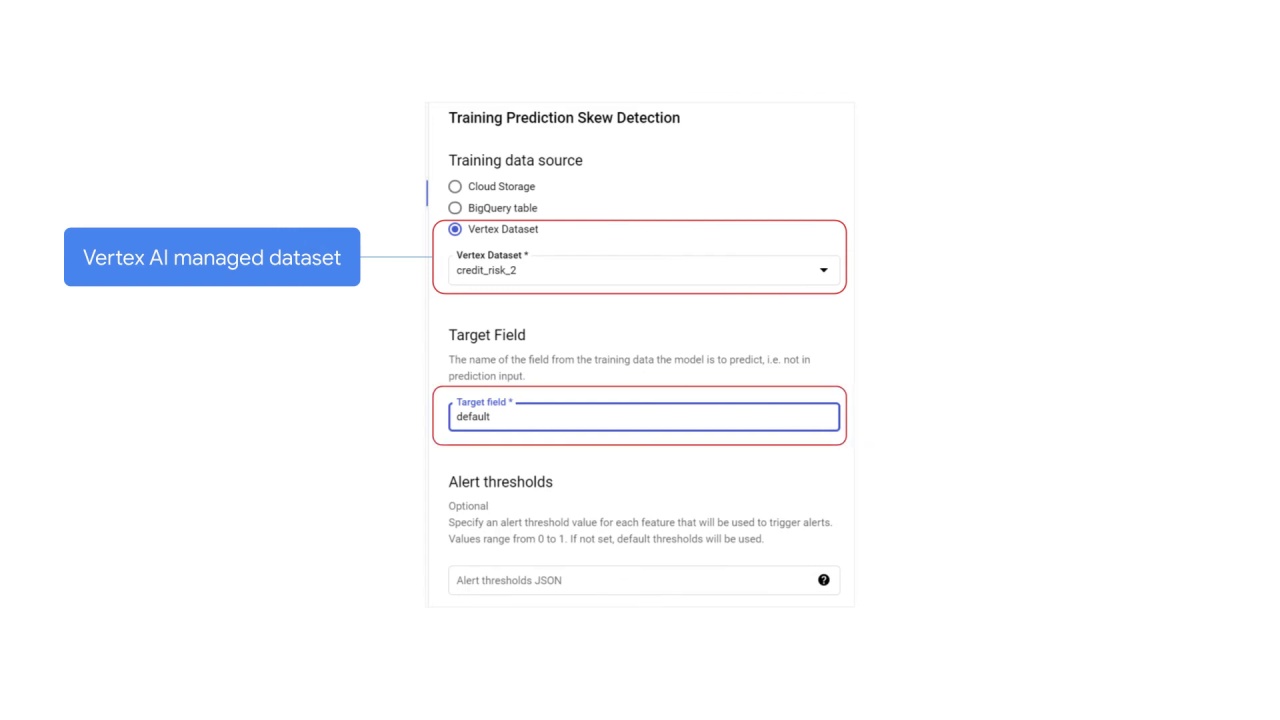 Training Prediction Skew Detection
Training data source
Cloud Storage
BigQuery table
Vertex Dataset
Vertex AI managed dataset
Vertex Dataset *
credit_risk_2
Target Field
The name of the field from the training data the model is to predict, i.e. not in
prediction input.
Target field *
default
Alert thresholds
Optional
Specify an alert threshold value for each feature that will be used to trigger alerts.
Values range from 0 to 1. If not set, default thresholds will be used.
Alert thresholds JSON
?